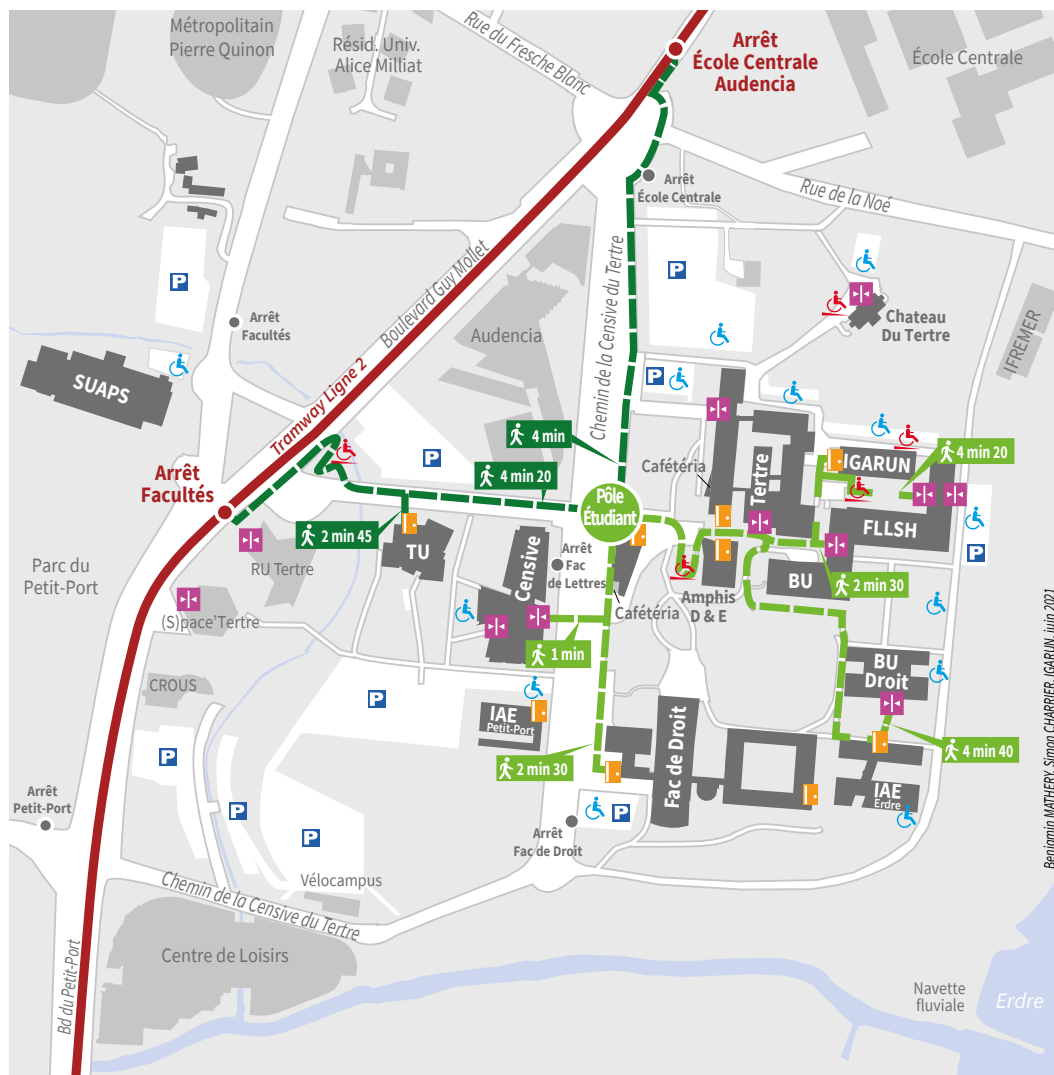 Métropolitain
Pierre Quinon
Résid. Univ.
Alice Milliat
Rue du Fresche Blanc
Arrêt
École Centrale
Audencia
École Centrale
Arrêt
École Centrale
Rue de la Noé
P
P
Arrêt
Facultés
Boulevard Guy Mollet
Chemin de la Censive du Tertre
Audencia
Chateau
Du Tertre
IFREMER
SUAPS
Tramway Ligne 2
P
4 min
P
Cafétéria
Tertre
IGARUN
4 min 20
Arrêt
Facultés
4 min 20
Pôle
Étudiant
FLLSH
2 min 45
TU
Censive
Arrêt
Fac
de Lettres
P
Parc du
Petit-Port
RU Tertre
BU
2 min 30
(S)pace'Tertre
Cafétéria
Amphis
D & E
1 min
BU
Droit
CROUS
P
IAE
Petit-Port
Fac de Droit
P
2 min 30
4 min 40
IAE
Erdre
Arrêt
Petit-Port
P
P
P
Arrêt
Fac de Droit
Vélocampus
Chemin de la Censive du Tertre
Centre de Loisirs
Bd du Petit-Port
Navette
fluviale
Erdre
Benjamin MATHERY, Simon CHARRIER, IGARUN, juin 2021